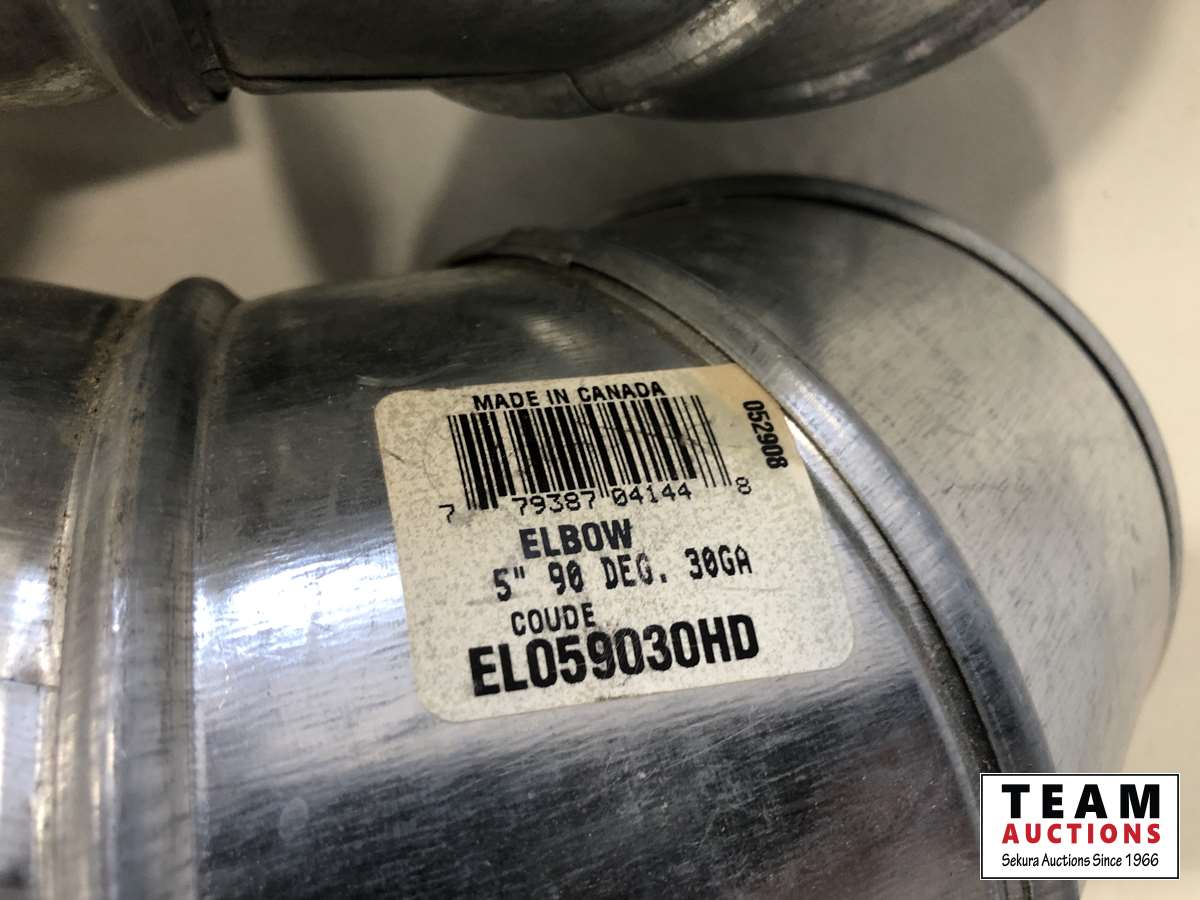 MADE IN CANADA
052908
7 79387 04144 8
ELBOW
5" 90 DEG. 30GA
COUDE
EL059030HD
TEAM
AUCTIONS
Sekura Auctions Since 1966